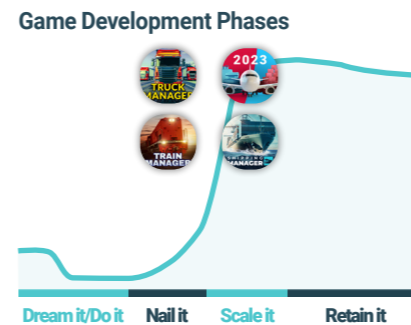 Game Development Phases
TRUCK
MANAGER
2023
TRAIN
MANAGER
SHIPPING
MANAGER
Dream it/Do it
Nail it
Scale it
Retain it